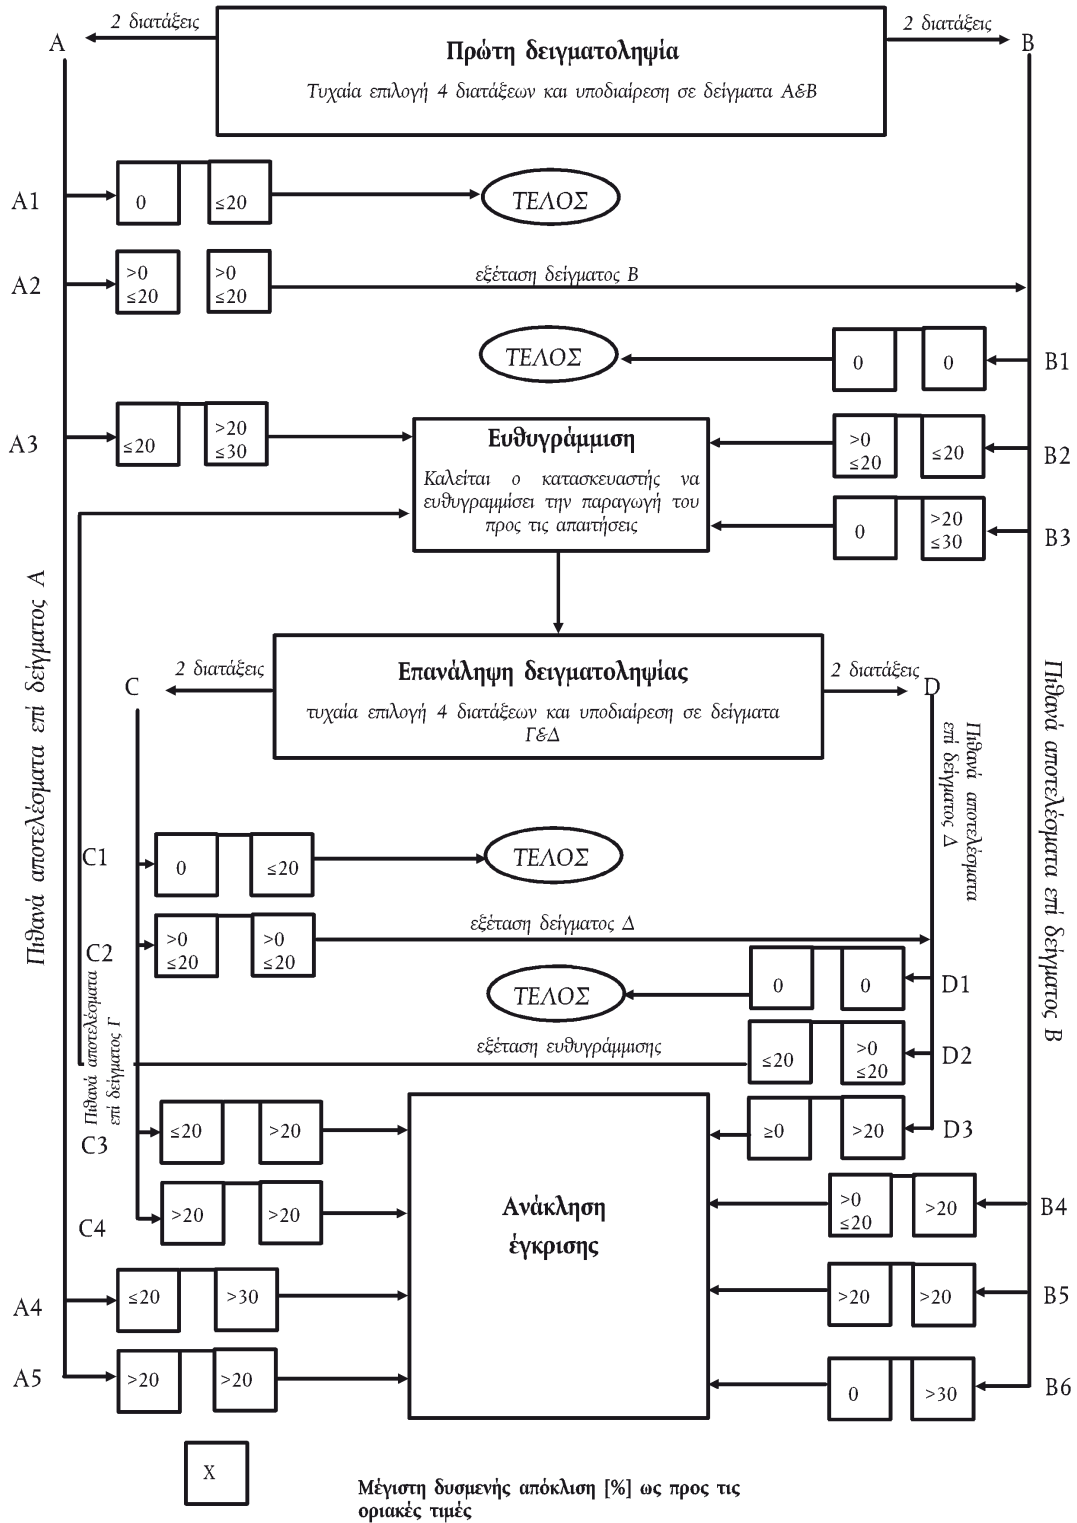 2 διατάξεις
2 διατάξεις
A
B
Πρώτη δειγματοληψία
Τυχαία επιλογή 4 διατάξεων και υποδιαίρεση σε δείγματα Α&Β
A1
0
≤20
ΤΕΛΟΣ
A2
>0
≤20
>0
≤20
εξέταση δείγματος Β
ΤΕΛΟΣ
0
0
B1
A3
≤20
>20
≤30
Ευθυγράμμιση
Καλείται ο κατασκευαστής να
ευθυγραμμίσει την παραγωγή του
προς τις απαιτήσεις
>0
≤20
≤20
B2
0
>20
≤30
B3
Πιθανά αποτελέσματα επί δείγματος Α
Πιθανά αποτελέσματα επί δείγματος Β
2 διατάξεις
2 διατάξεις
C
D
Επανάληψη δειγματοληψίας
τυχαία επιλογή 4 διατάξεων και υποδιαίρεση σε δείγματα
Γ&Δ
Πιθανά αποτελέσματα
επί δείγματος Δ
C1
0
≤20
ΤΕΛΟΣ
C2
>0
≤20
>0
≤20
εξέταση δείγματος Δ
ΤΕΛΟΣ
0
0
D1
Πιθανά αποτελέσματα
επί δείγματος Γ
εξέταση ευθυγράμμισης
≤20
>0
≤20
D2
C3
≤20
>20
≥0
>20
D3
C4
>20
>20
Ανάκληση
έγκρισης
>0
≤20
>20
B4
A4
≤20
>30
>20
>20
B5
A5
>20
>20
0
>30
B6
X
Μέγιστη δυσμενής απόκλιση [%] ως προς τις
οριακές τιμές